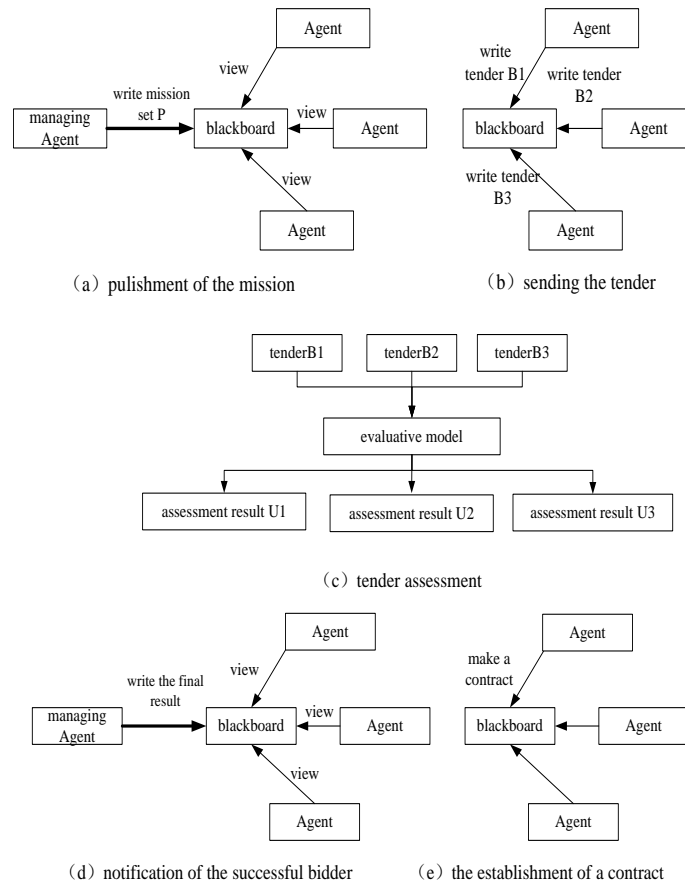 Agent
view
write mission
set P
managing
Agent
blackboard
view
Agent
view
Agent
(a) pulishment of the mission
Agent
write
tender B1
write tender
B2
blackboard
Agent
write tender
B3
Agent
(b) sending the tender
tenderB1
tenderB2
tenderB3
evaluative model
assessment result U1
assessment result U2
assessment result U3
(c) tender assessment
Agent
view
write the final
result
managing
Agent
blackboard
view
Agent
view
Agent
(d) notification of the successful bidder
Agent
make a
contract
blackboard
Agent
Agent
(e) the establishment of a contract